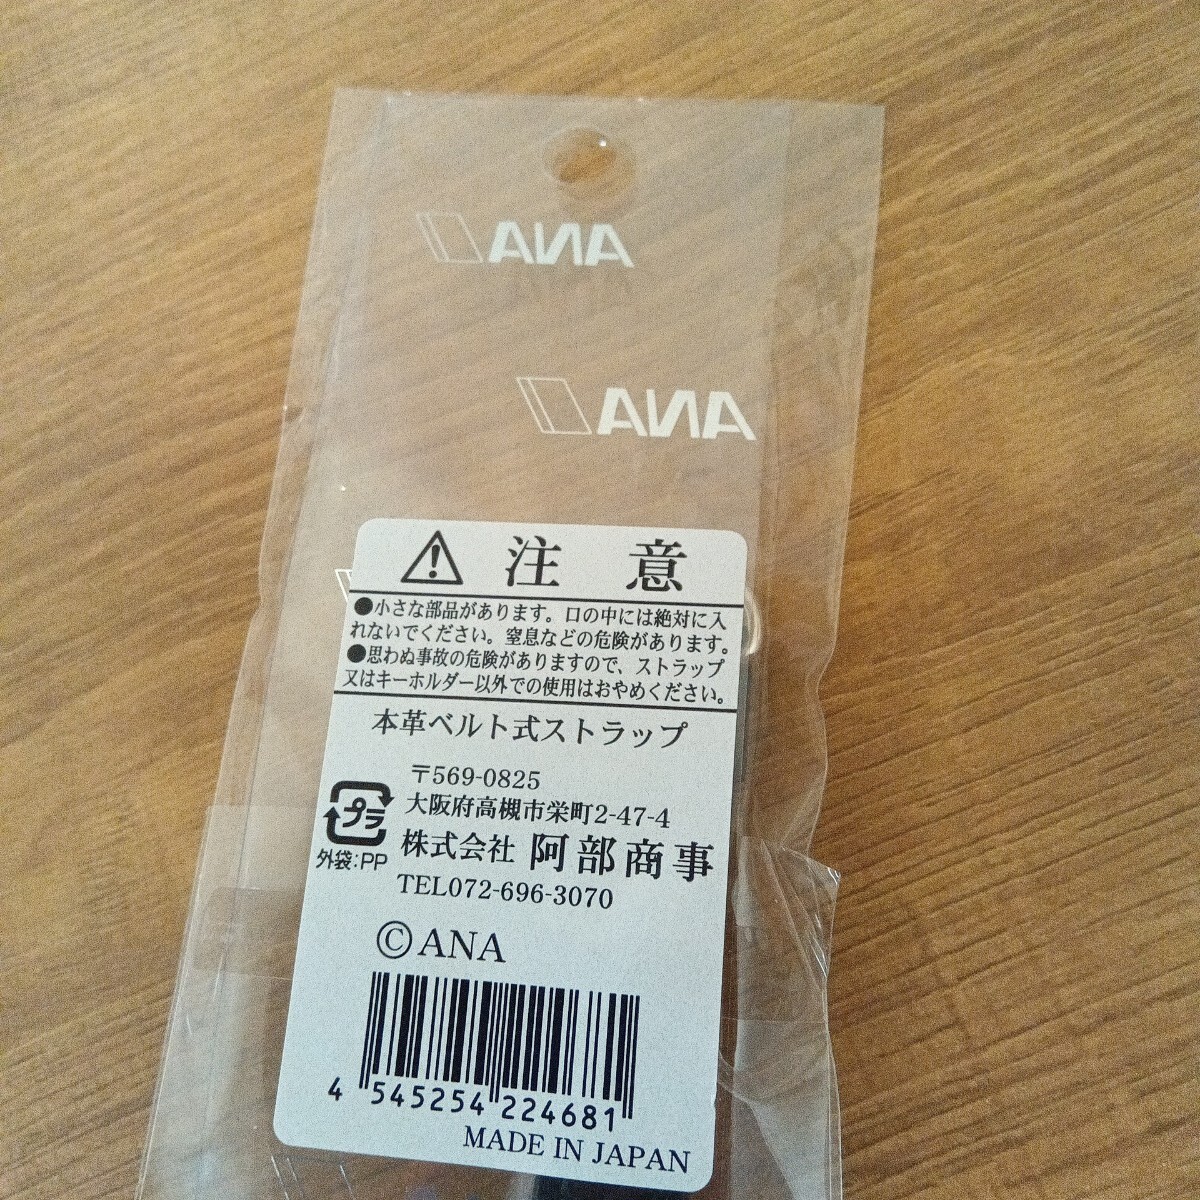 ANA
ANA
注 意
●小さな部品があります。口の中には絶対に入
れないでください。窒息などの危険があります。
●思わぬ事故の危険がありますので、ストラップ
又はキーホルダー以外での使用はおやめください。
本革ベルト式ストラップ
〒569-0825
大阪府高槻市栄町2-47-4
プラ
外袋:PP
株式会社 阿部商事
TEL072-696-3070
©ANA
4 545254 224681
MADE IN JAPAN